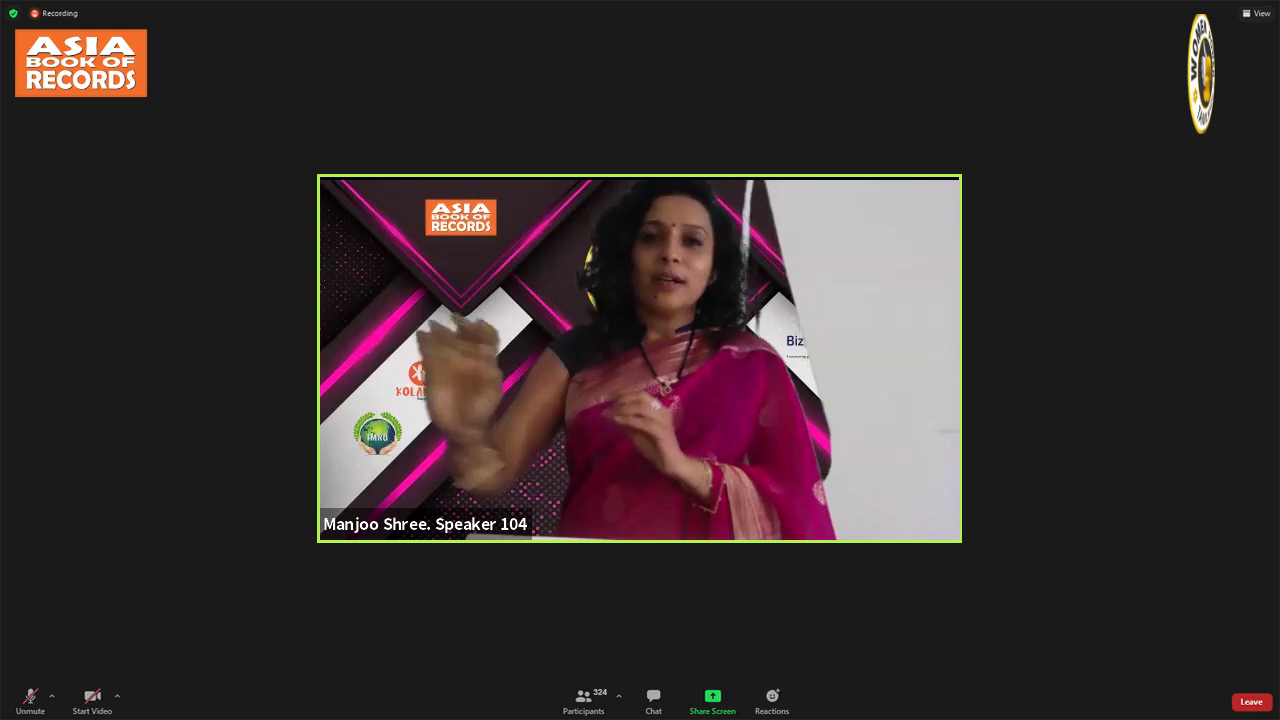 Recording
View
ASIA
BOOK OF
RECORDS
ASIA
BOOK OF
RECORDS
Biz
IMRU
Manjoo Shree. Speaker 104
324
Unmute
Start Video
Participants
Chat
Share Screen
Reactions
Leave